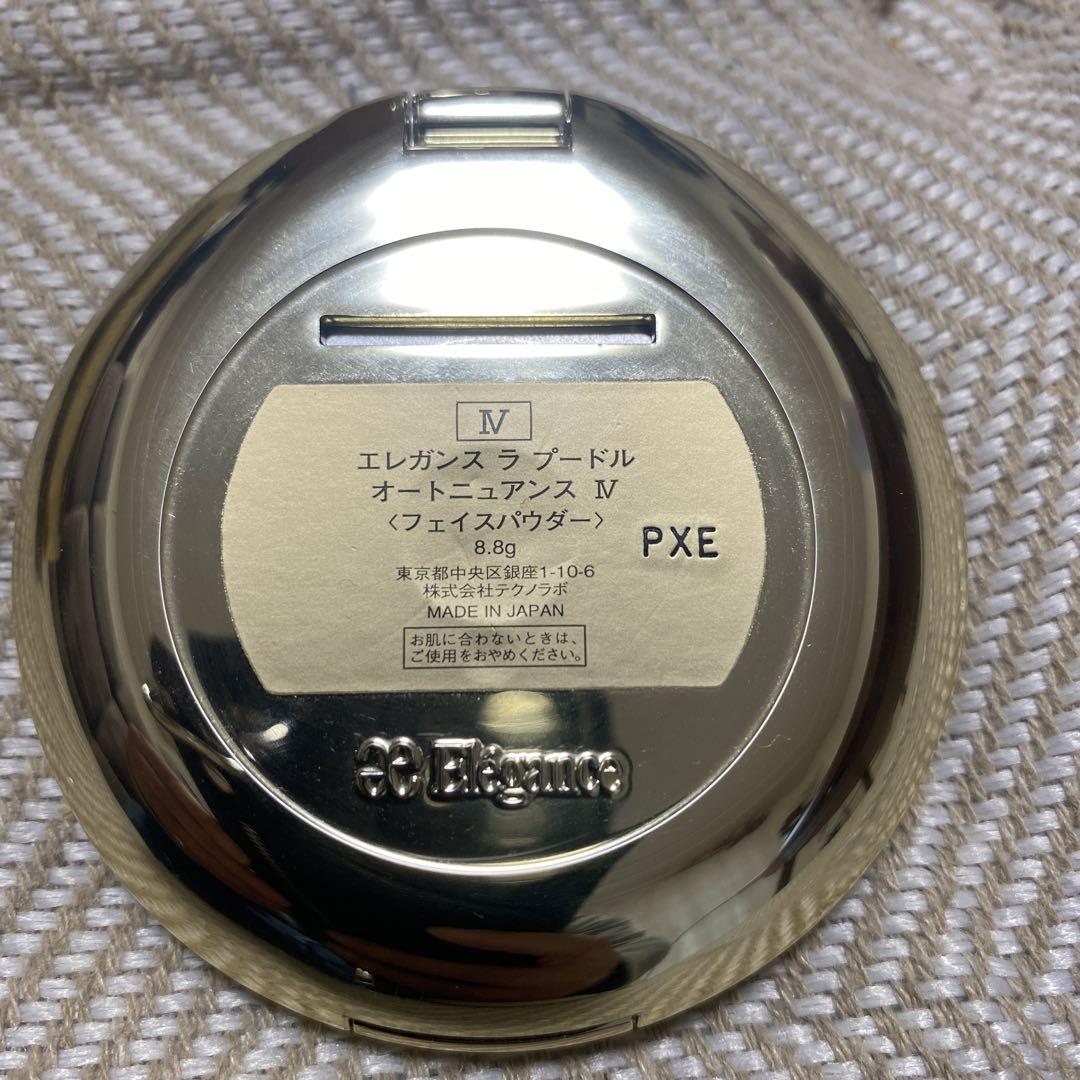 Ⅳ
エレガンス ラ プードル
オートニュアンス Ⅳ
〈フェイスパウダー〉
8.8g
PXE
東京都中央区銀座1-10-6
株式会社テクノラボ
MADE IN JAPAN
お肌に合わないときは、
ご使用をおやめください。
Elégance